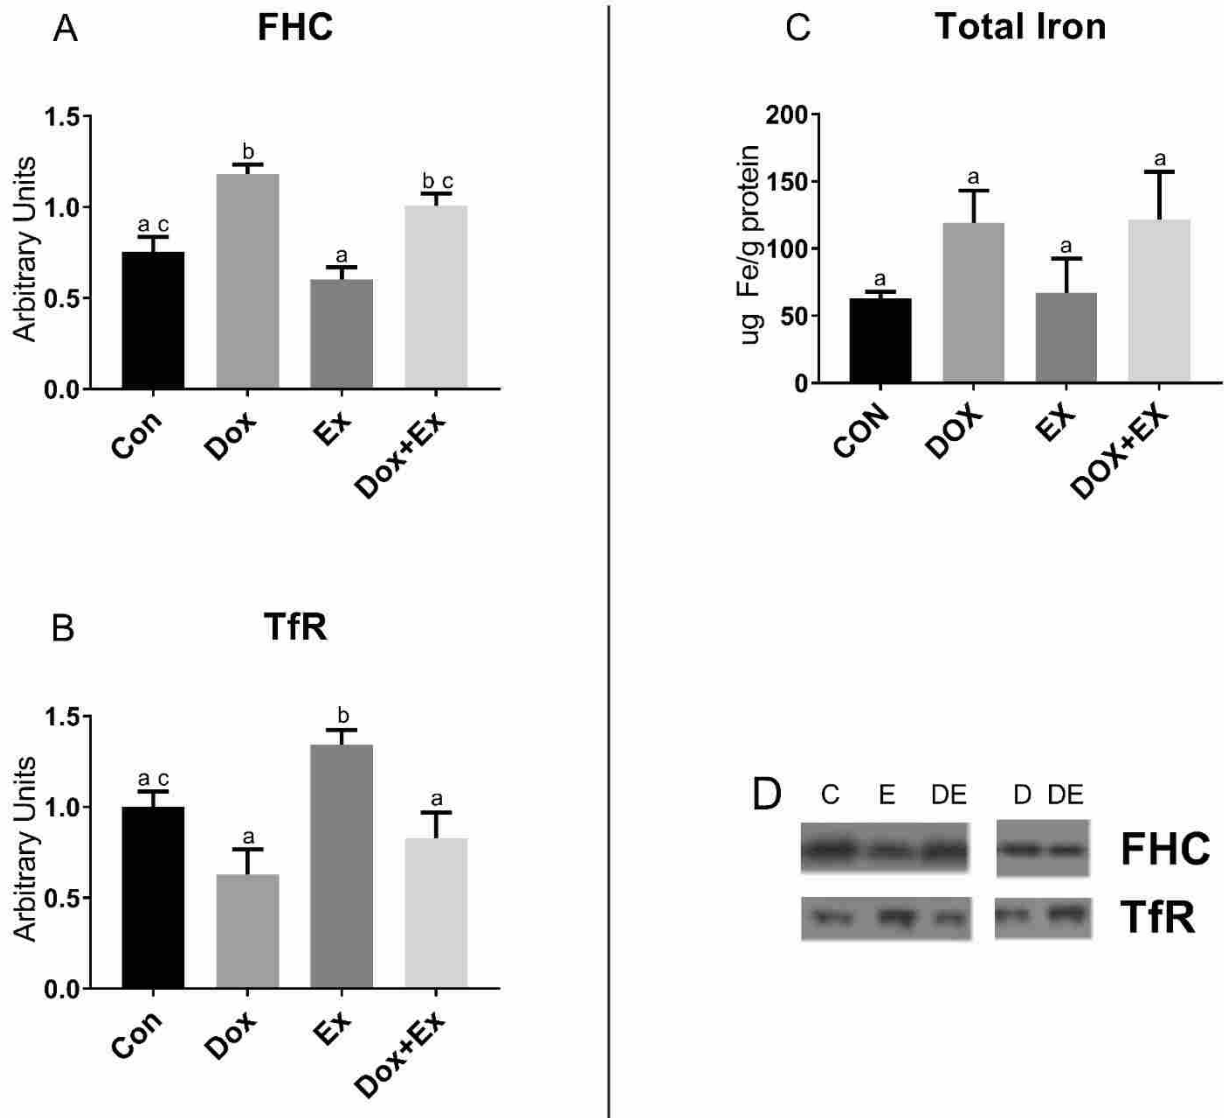 A FHC
Arbitrary Units
1.5
1.0
0.5
0.0
a c
b
a
b c
Con
Dox
Ex
Dox+Ex
B TfR
Arbitrary Units
1.5
1.0
0.5
0.0
a c
a
b
a
Con
Dox
Ex
Dox+Ex
C Total Iron
ug Fe/g protein
200
150
100
50
0
a
a
a
a
CON
DOX
EX
DOX+EX
D C E DE D DE
FHC
TfR